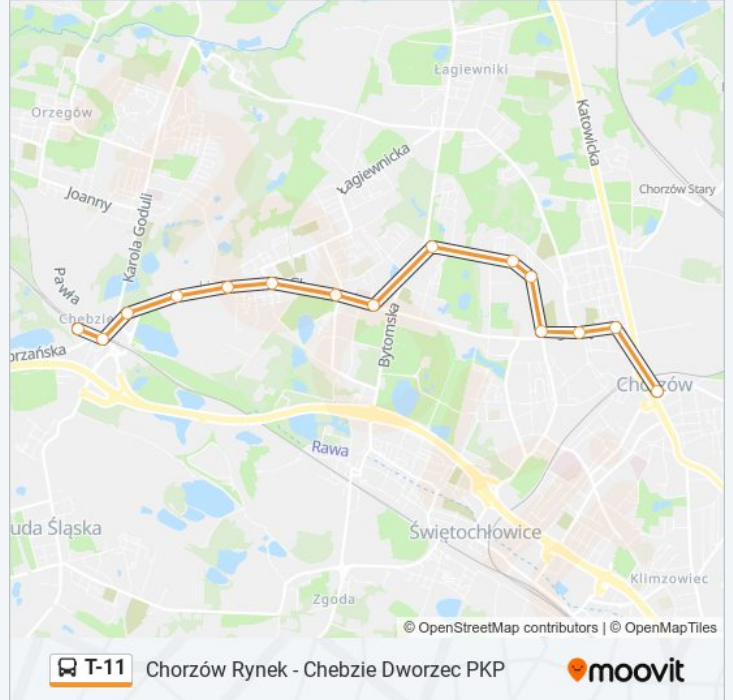 Łagiewniki
Orzegów
Katowicka
Łagiewnicka
Chorzów Stary
Joanny
Karola Goduli
Pawła
Chebzie
Bytomska
orzańska
Chorzów
Rawa
uda Śląska
Świętochłowice
Klimzowiec
Zgoda
© OpenStreetMap contributors | © OpenMapTiles
T-11 Chorzów Rynek - Chebzie Dworzec PKP moovit